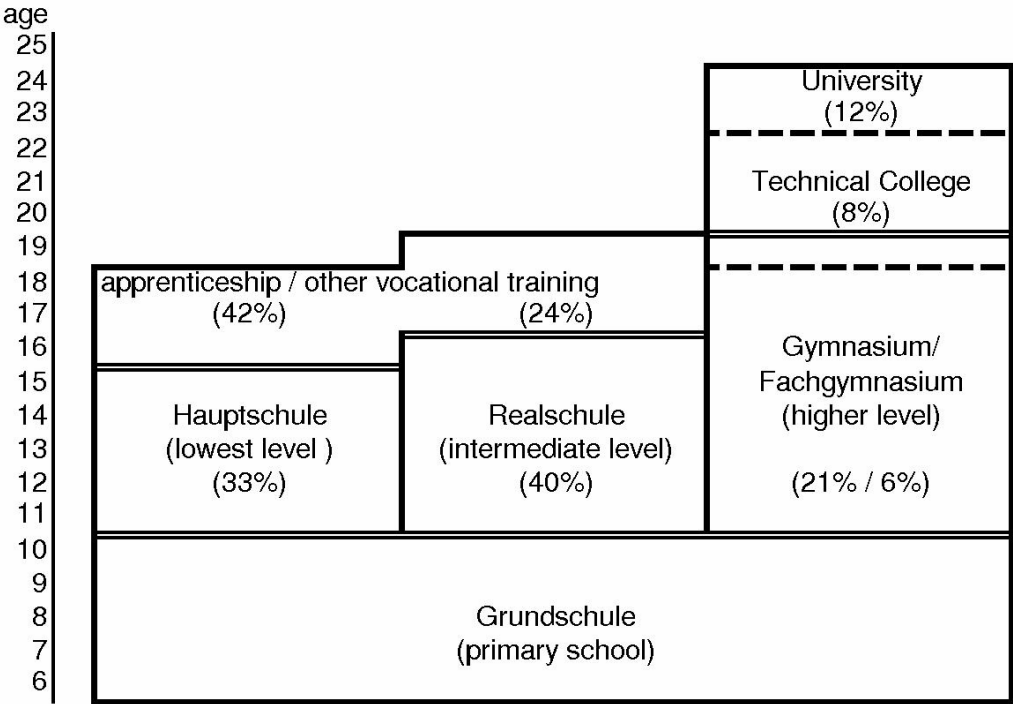 age
25
24
23
22
21
20
19
18
17
16
15
14
13
12
11
10
9
8
7
6
University
(12%)
Technical College
(8%)
apprenticeship / other vocational training
(42%)
(24%)
Gymnasium/
Fachgymnasium
(higher level)
(21% / 6%)
Hauptschule
(lowest level )
(33%)
Realschule
(intermediate level)
(40%)
Grundschule
(primary school)